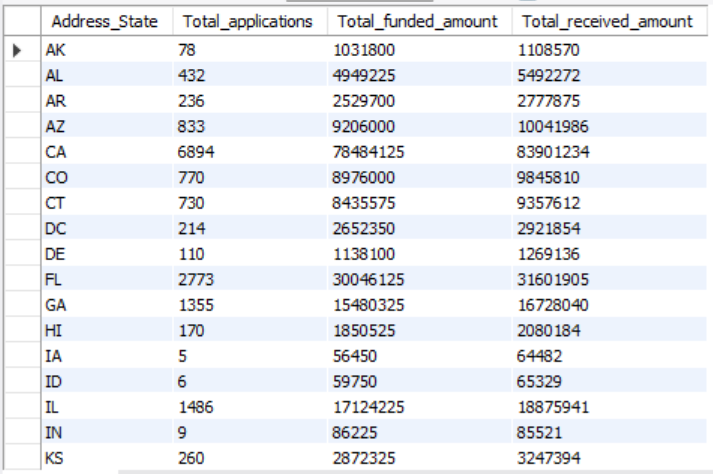 Address_State Total_applications Total_funded_amount Total_received_amount
AK 78 1031800 1108570
AL 432 4949225 5492272
AR 236 2529700 2777875
AZ 833 9206000 10041986
CA 6894 78484125 83901234
CO 770 8976000 9845810
CT 730 8435575 9357612
DC 214 2652350 2921854
DE 110 1138100 1269136
FL 2773 30046125 31601905
GA 1355 15480325 16728040
HI 170 1850525 2080184
IA 5 56450 64482
ID 6 59750 65329
IL 1486 17124225 18875941
IN 9 86225 85521
KS 260 2872325 3247394